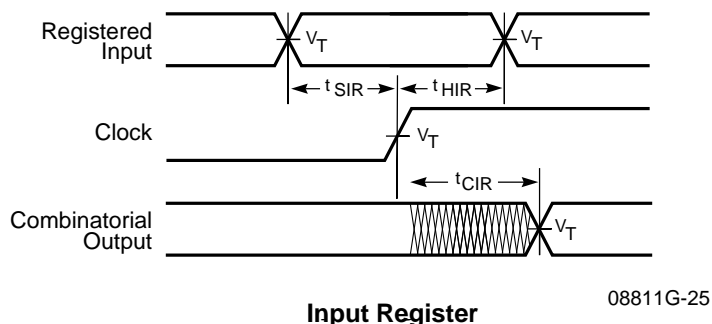 Registered
Input
VT
VT
tSIR
tHIR
Clock
VT
tCIR
Combinatorial
Output
VT
08811G-25
Input Register